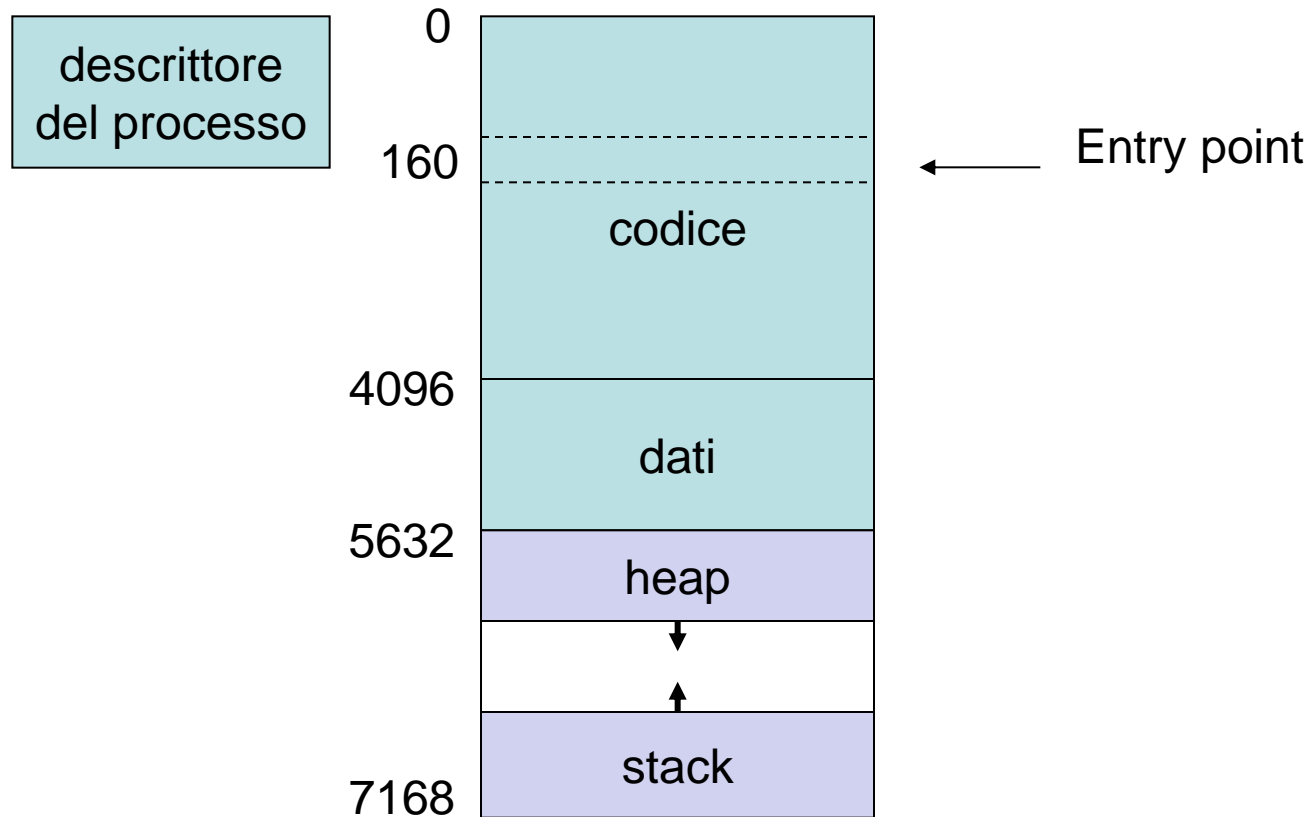 descrittore
del processo
0
160
Entry point
codice
4096
dati
5632
heap
stack
7168